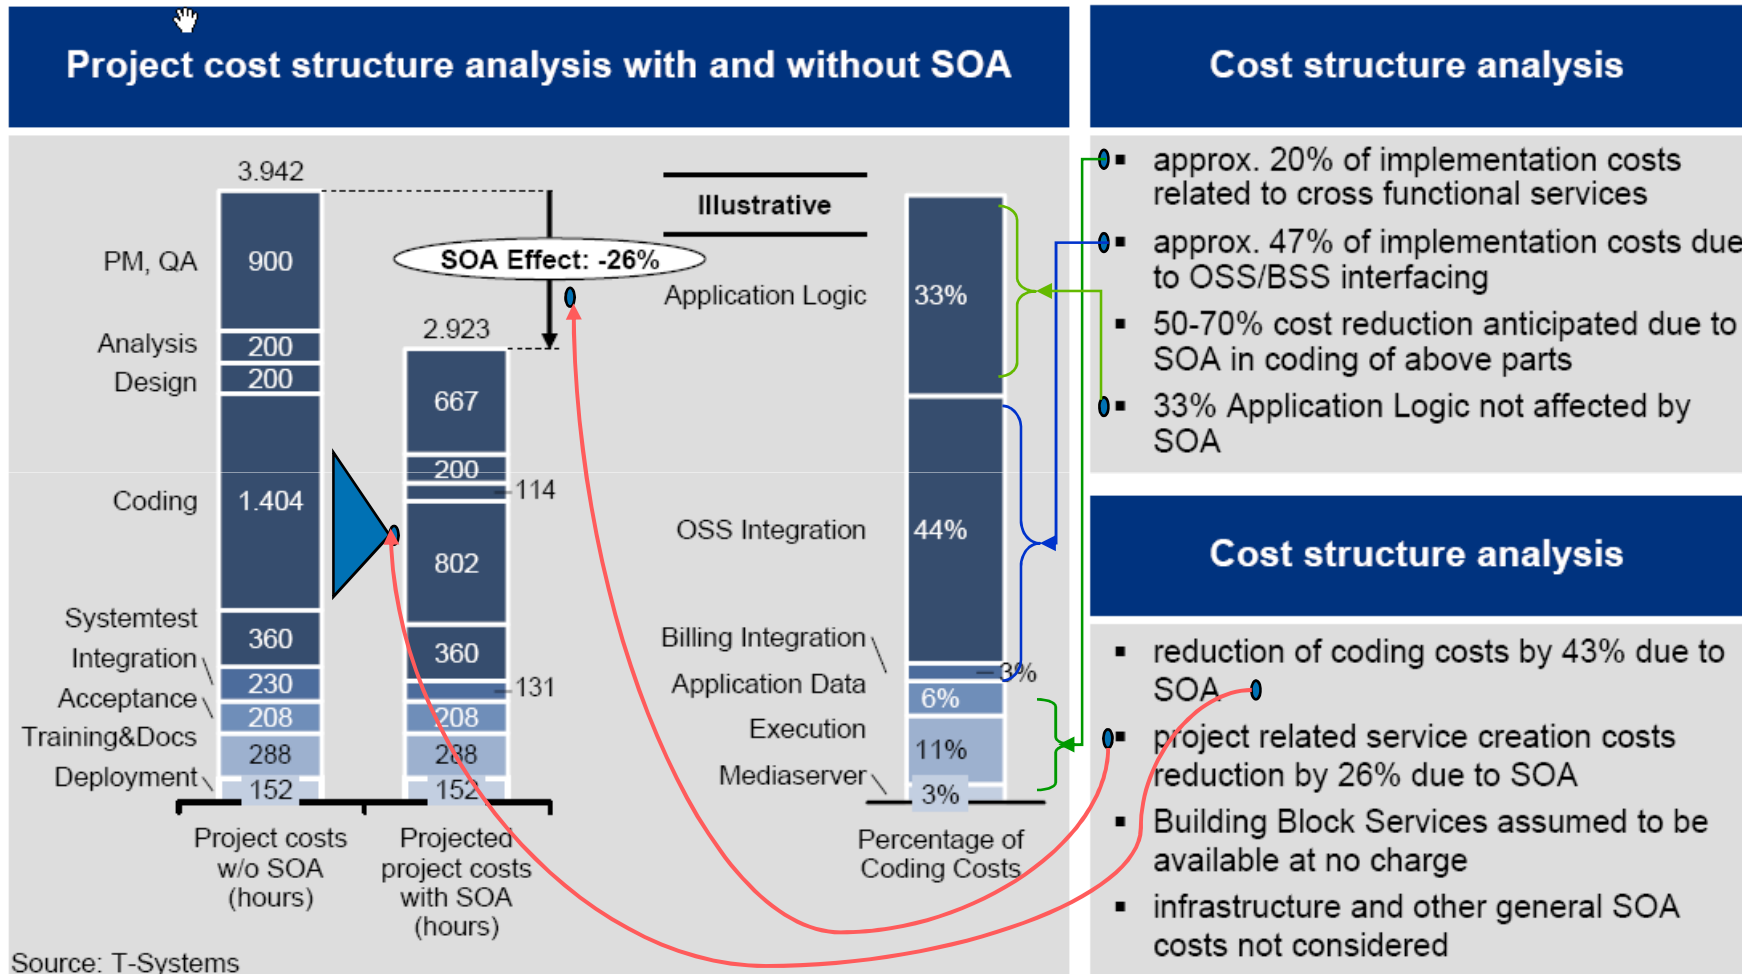 Project cost structure analysis with and without SOA
3.942
PM, QA
900
Analysis
200
Design
200
Coding
1.404
Systemtest
360
Integration
230
Acceptance
208
Training&Docs
288
Deployment
152
Project costs
w/o SOA
(hours)
SOA Effect: -26%
2.923
667
200
114
802
360
131
208
288
152
Projected
project costs
with SOA
(hours)
Illustrative
Application Logic
33%
OSS Integration
44%
Billing Integration
3%
Application Data
6%
Execution
11%
Mediaserver
3%
Percentage of
Coding Costs
Source: T-Systems
Cost structure analysis
▪ approx. 20% of implementation costs
related to cross functional services
▪ approx. 47% of implementation costs due
to OSS/BSS interfacing
▪ 50-70% cost reduction anticipated due to
SOA in coding of above parts
▪ 33% Application Logic not affected by
SOA
Cost structure analysis
▪ reduction of coding costs by 43% due to
SOA
▪ project related service creation costs
reduction by 26% due to SOA
▪ Building Block Services assumed to be
available at no charge
▪ infrastructure and other general SOA
costs not considered